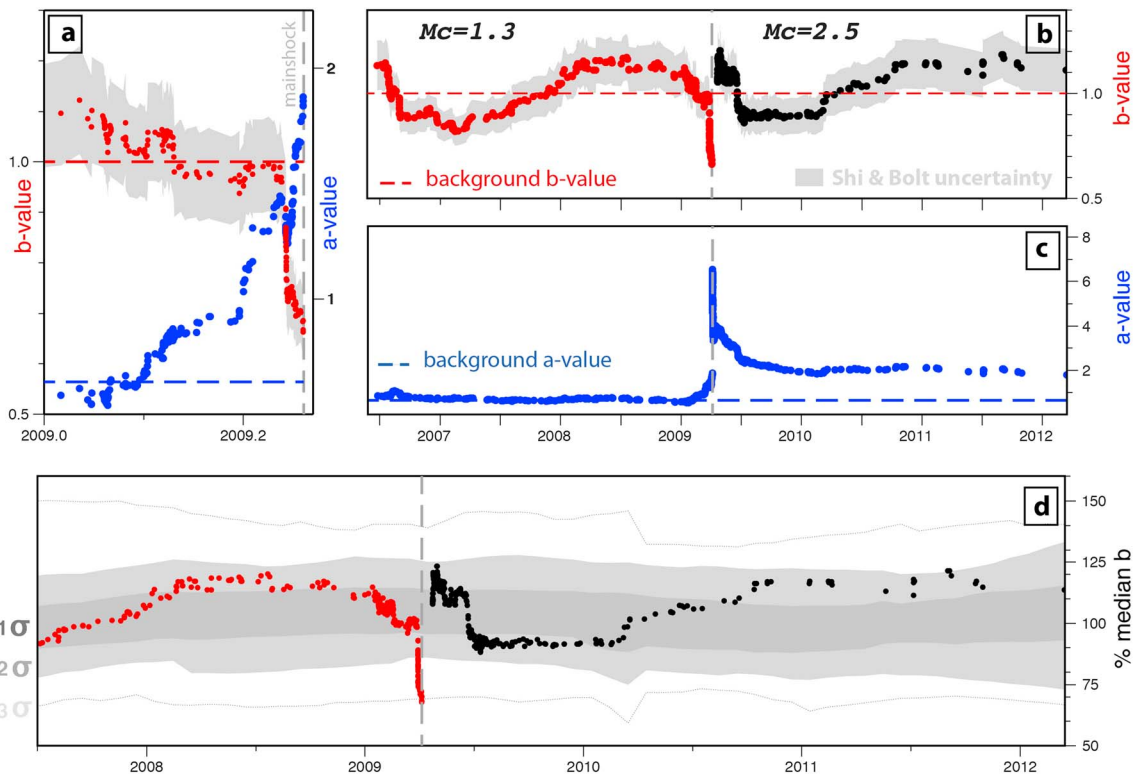 a
mainshock
b-value
1.0
0.5
2009.0
2009.2
2
1
a-value
b
Mc=1.3
Mc=2.5
background b-value
Shi & Bolt uncertainty
1.0
0.5
b-value
c
background a-value
8
6
4
2
a-value
2007
2008
2009
2010
2011
2012
d
1σ
2σ
3σ
150
125
100
75
50
% median b
2008
2009
2010
2011
2012